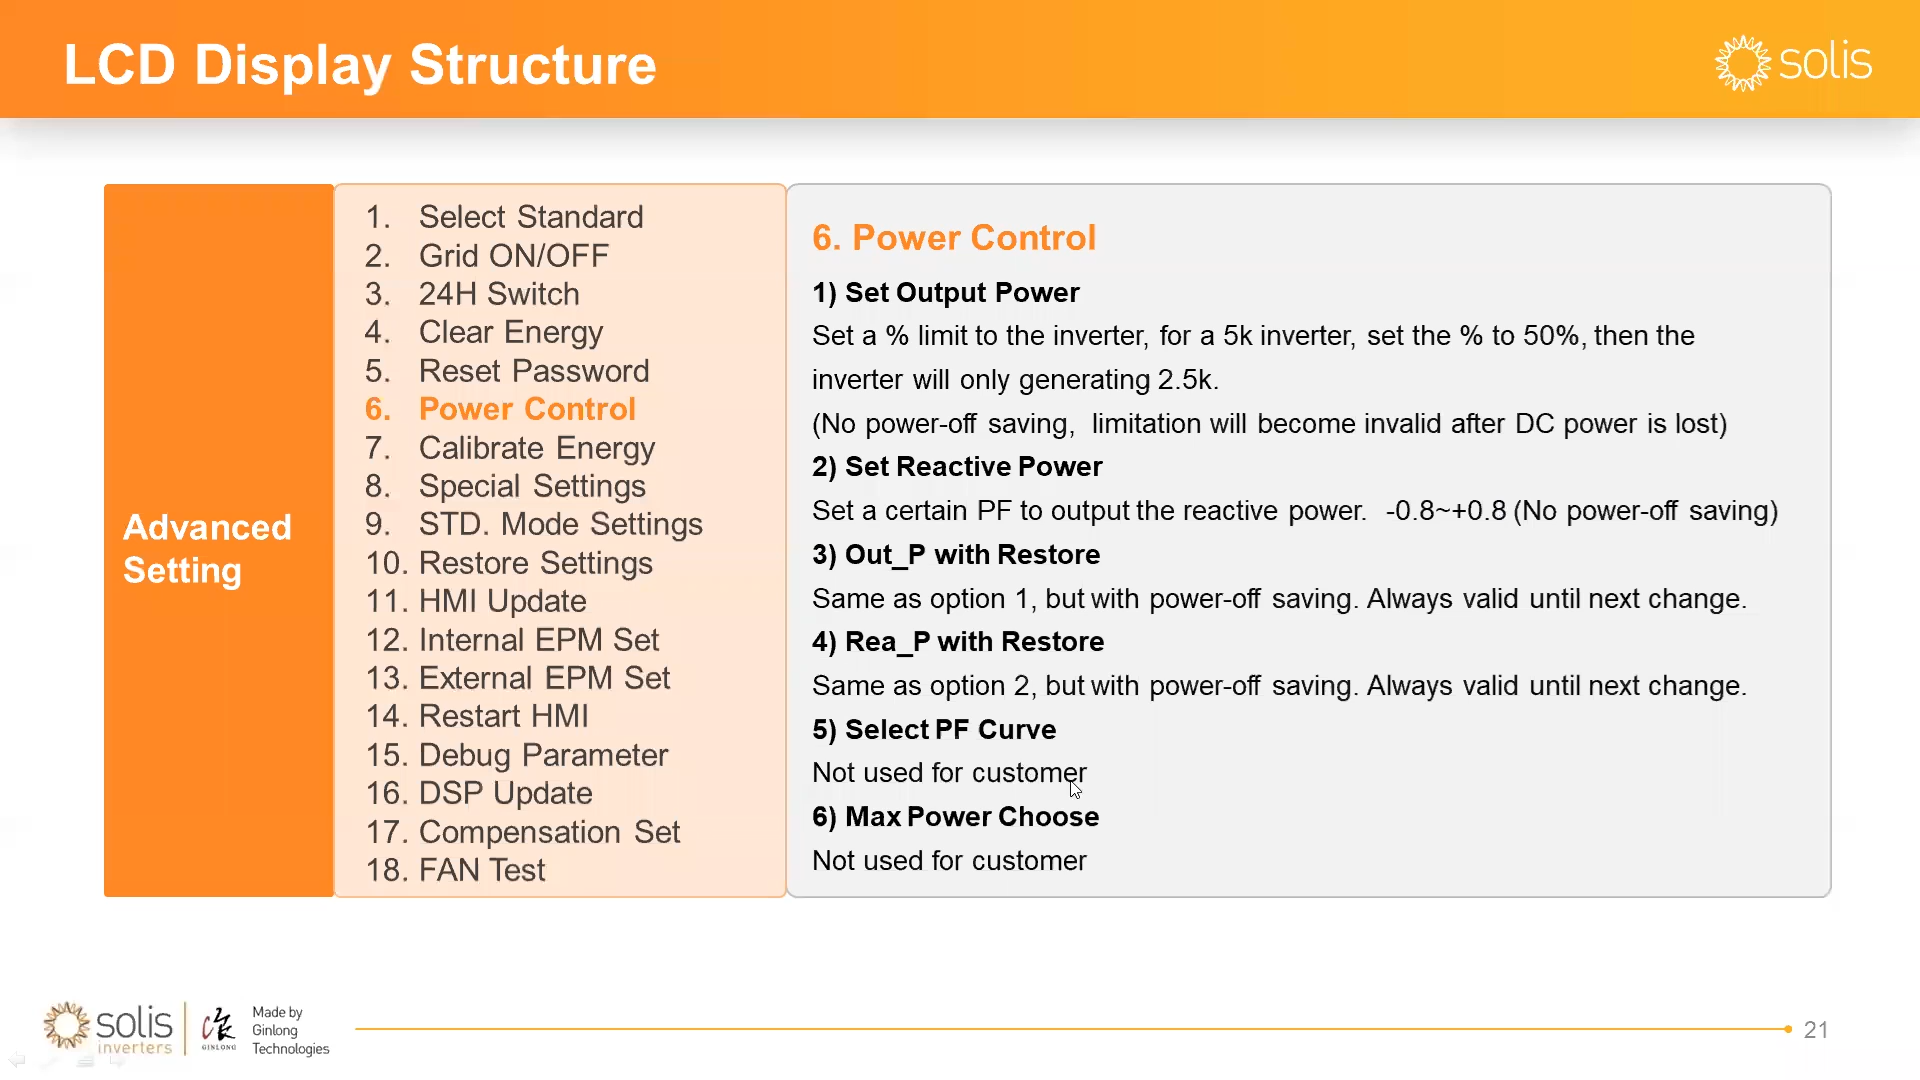 LCD Display Structure
solis
Advanced
Setting
1. Select Standard
2. Grid ON/OFF
3. 24H Switch
4. Clear Energy
5. Reset Password
6. Power Control
7. Calibrate Energy
8. Special Settings
9. STD. Mode Settings
10. Restore Settings
11. HMI Update
12. Internal EPM Set
13. External EPM Set
14. Restart HMI
15. Debug Parameter
16. DSP Update
17. Compensation Set
18. FAN Test
6. Power Control
1) Set Output Power
Set a % limit to the inverter, for a 5k inverter, set the % to 50%, then the
inverter will only generating 2.5k.
(No power-off saving, limitation will become invalid after DC power is lost)
2) Set Reactive Power
Set a certain PF to output the reactive power. -0.8~+0.8 (No power-off saving)
3) Out_P with Restore
Same as option 1, but with power-off saving. Always valid until next change.
4) Rea_P with Restore
Same as option 2, but with power-off saving. Always valid until next change.
5) Select PF Curve
Not used for customer
6) Max Power Choose
Not used for customer
solis
inverters
GINLONG
Made by
Ginlong
Technologies
21